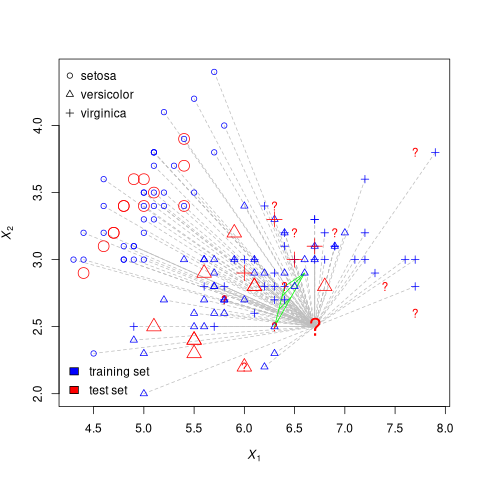 setosa
versicolor
virginica
X2
4.0
3.5
3.0
2.5
2.0
training set
test set
4.5 5.0 5.5 6.0 6.5 7.0 7.5 8.0
X1
? ? ? ? ? ? ? ? ? ? ? ? ?